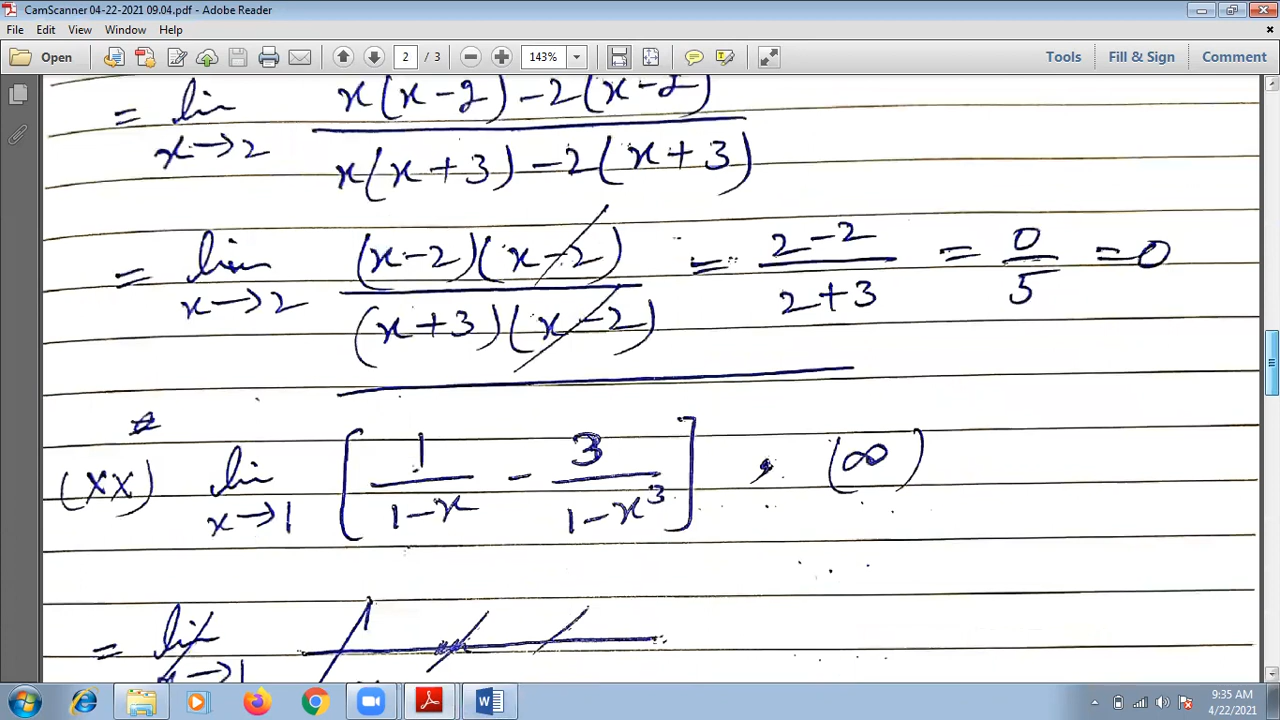 CamScanner 04-22-2021 09.04.pdf - Adobe Reader
File Edit View Window Help
Open 2 / 3 143% Tools Fill & Sign Comment
= lim x→2 x(x-2) -2(x-2) / x(x+3) -2(x+3)
= lim x→2 (x-2)(x-2) / (x+3)(x-2) = 2-2 / 2+3 = 0/5 = 0
(XX) lim x→1 [ 1/1-x - 3/1-x³ ] , (∞)
= lim x→1
W
9:35 AM
4/22/2021